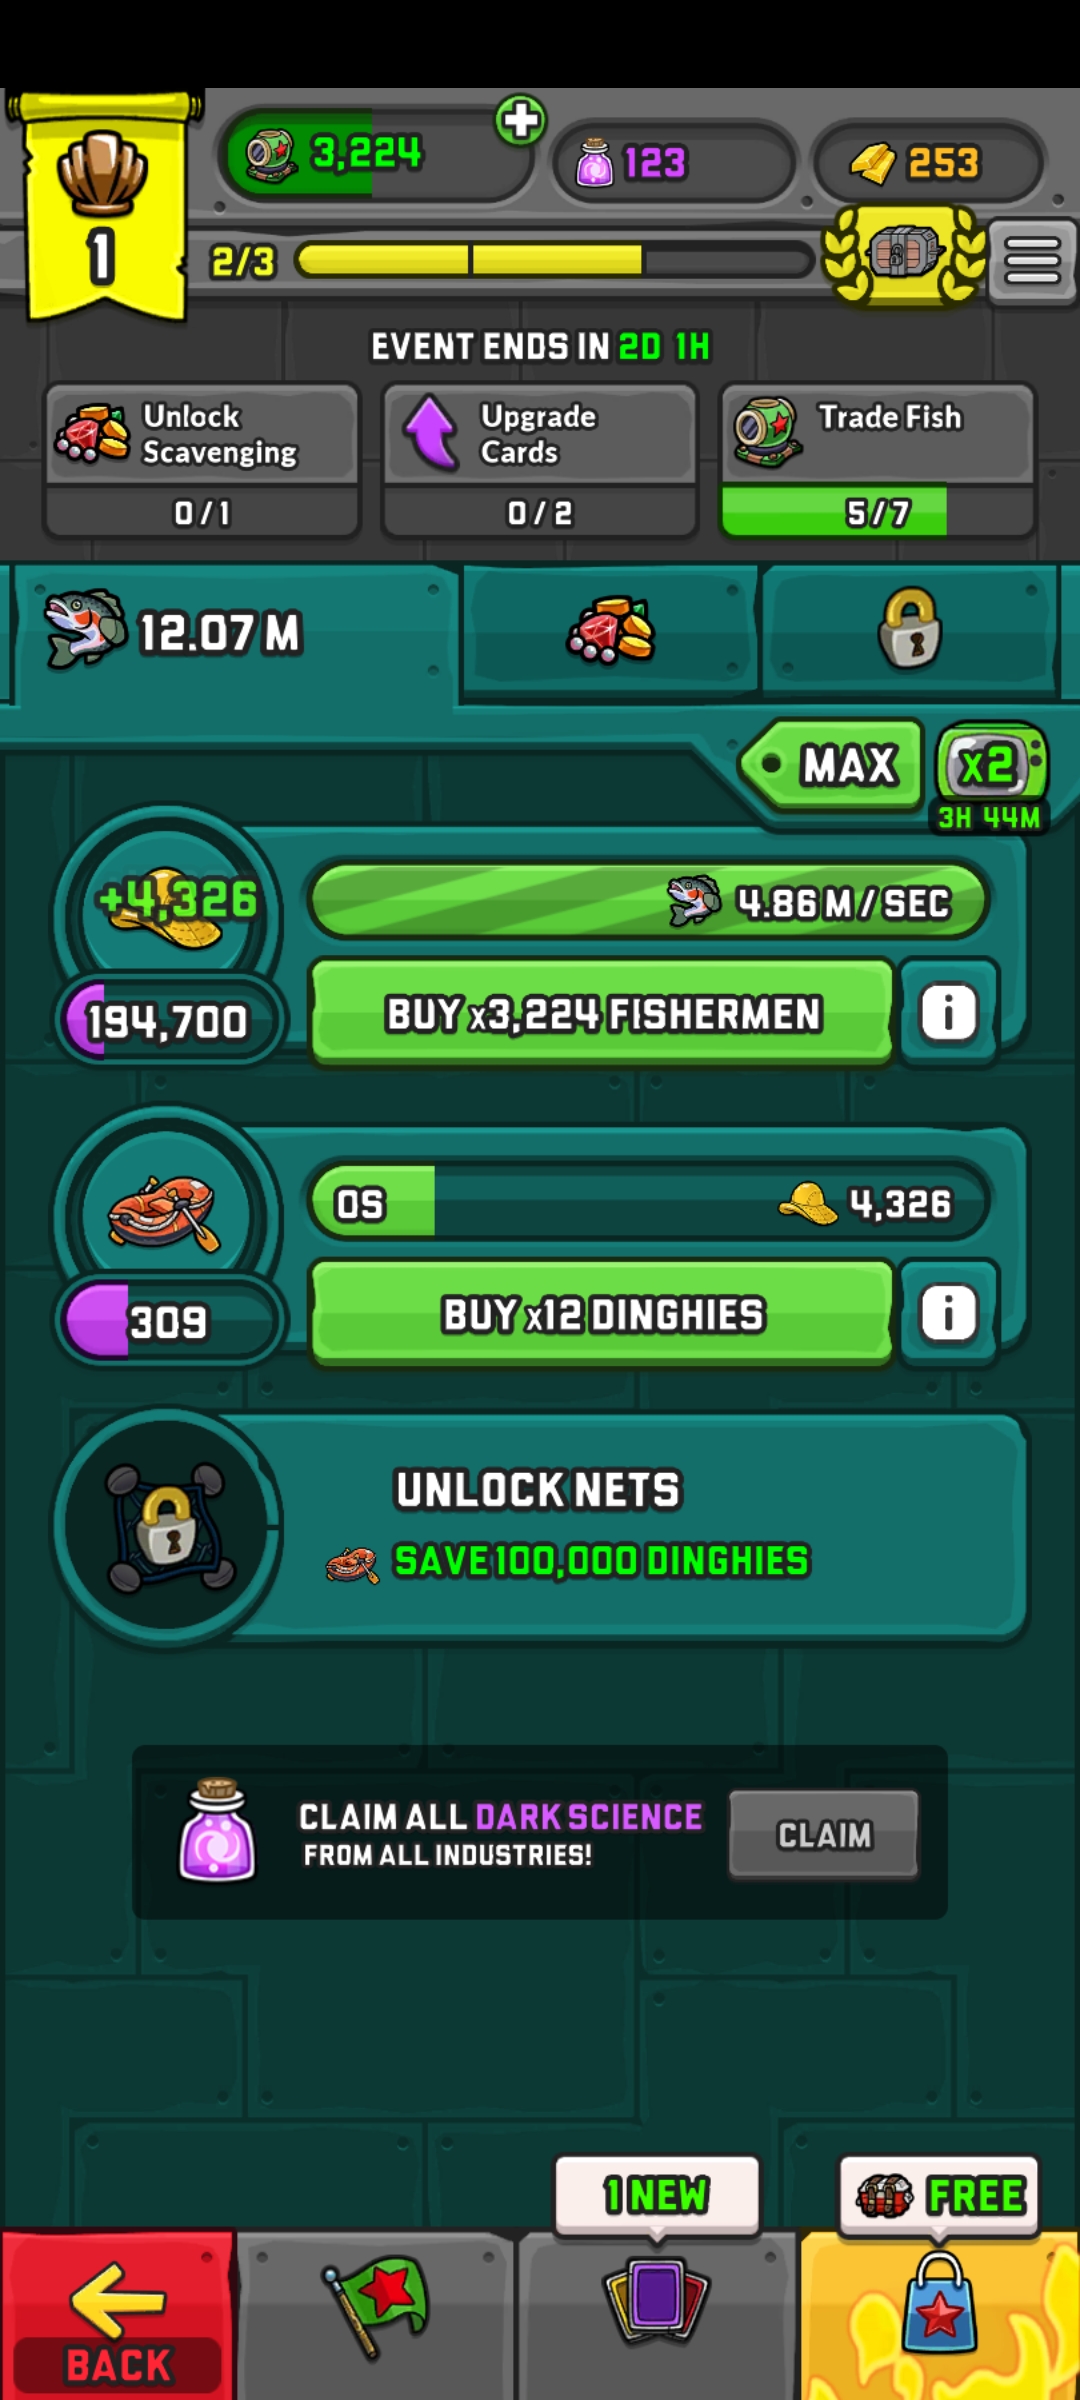 3,224
123
253
1
2/3
EVENT ENDS IN 2D 1H
Unlock
Scavenging
0/1
Upgrade
Cards
0/2
Trade Fish
5/7
12.07 M
MAX
x2
3H 44M
+4,326
4.86 M / SEC
194,700
BUY x3,224 FISHERMEN
i
0S
4,326
309
BUY x12 DINGHIES
i
UNLOCK NETS
SAVE 100,000 DINGHIES
CLAIM ALL DARK SCIENCE
FROM ALL INDUSTRIES!
CLAIM
1 NEW
FREE
BACK